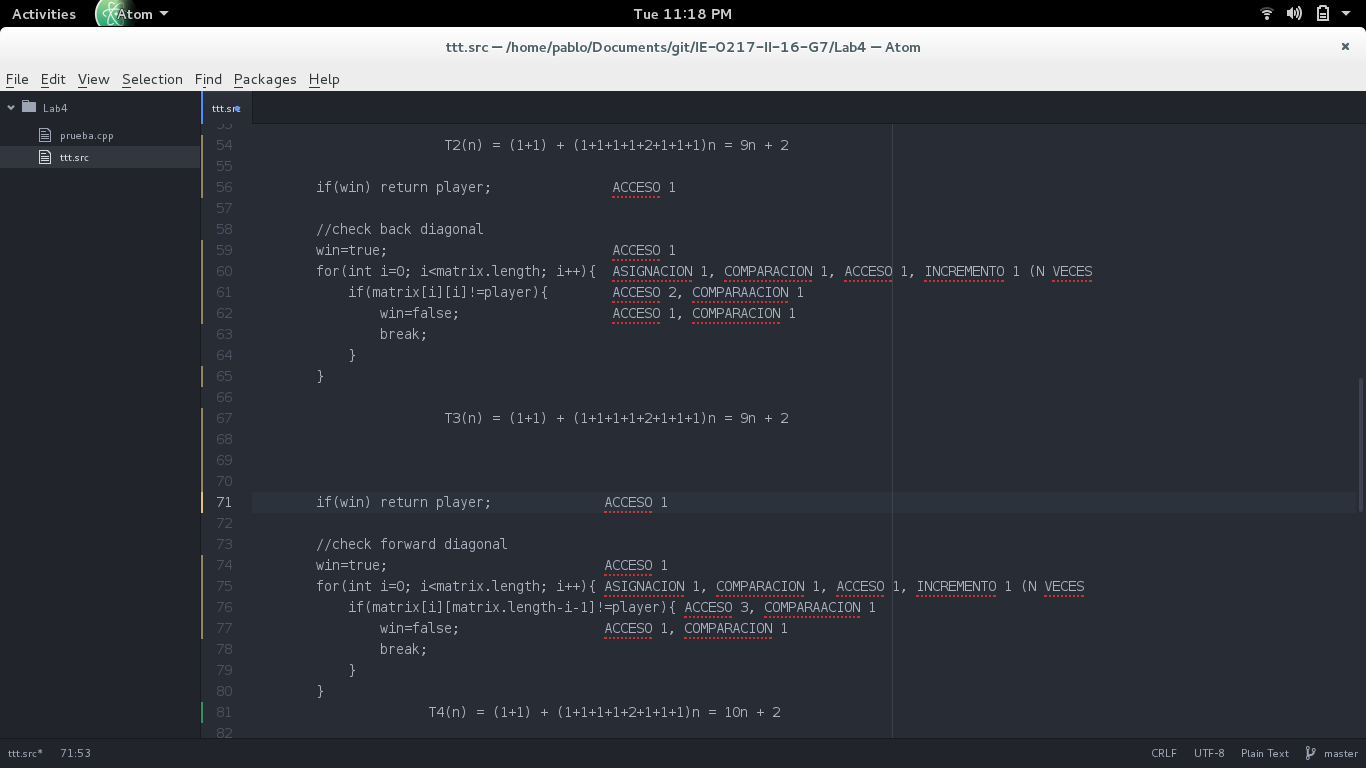 Activities Atom Tue 11:18 PM
ttt.src — /home/pablo/Documents/git/IE-0217-II-16-G7/Lab4 — Atom ×
File Edit View Selection Find Packages Help
Lab4
prueba.cpp
ttt.src
ttt.src
53
54 T2(n) = (1+1) + (1+1+1+1+2+1+1+1)n = 9n + 2
55
56 if(win) return player; ACCESO 1
57
58 //check back diagonal
59 win=true; ACCESO 1
60 for(int i=0; i<matrix.length; i++){ ASIGNACION 1, COMPARACION 1, ACCESO 1, INCREMENTO 1 (N VECES
61 if(matrix[i][i]!=player){ ACCESO 2, COMPARAACION 1
62 win=false; ACCESO 1, COMPARACION 1
63 break;
64 }
65 }
66
67 T3(n) = (1+1) + (1+1+1+1+2+1+1+1)n = 9n + 2
68
69
70
71 if(win) return player; ACCESO 1
72
73 //check forward diagonal
74 win=true; ACCESO 1
75 for(int i=0; i<matrix.length; i++){ ASIGNACION 1, COMPARACION 1, ACCESO 1, INCREMENTO 1 (N VECES
76 if(matrix[i][matrix.length-i-1]!=player){ ACCESO 3, COMPARAACION 1
77 win=false; ACCESO 1, COMPARACION 1
78 break;
79 }
80 }
81 T4(n) = (1+1) + (1+1+1+1+2+1+1+1)n = 10n + 2
82
ttt.src* 71:53 CRLF UTF-8 Plain Text master